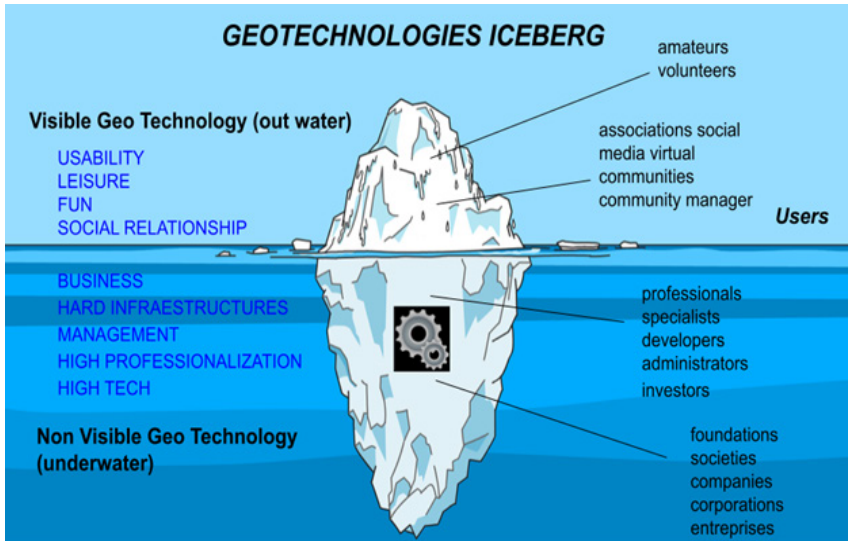 GEOTECHNOLOGIES ICEBERG
amateurs
volunteers
Visible Geo Technology (out water)
USABILITY
LEISURE
FUN
SOCIAL RELATIONSHIP
associations social
media virtual
communities
community manager
Users
BUSINESS
HARD INFRAESTRUCTURES
MANAGEMENT
HIGH PROFESSIONALIZATION
HIGH TECH
professionals
specialists
developers
administrators
investors
Non Visible Geo Technology
(underwater)
foundations
societies
companies
corporations
entreprises